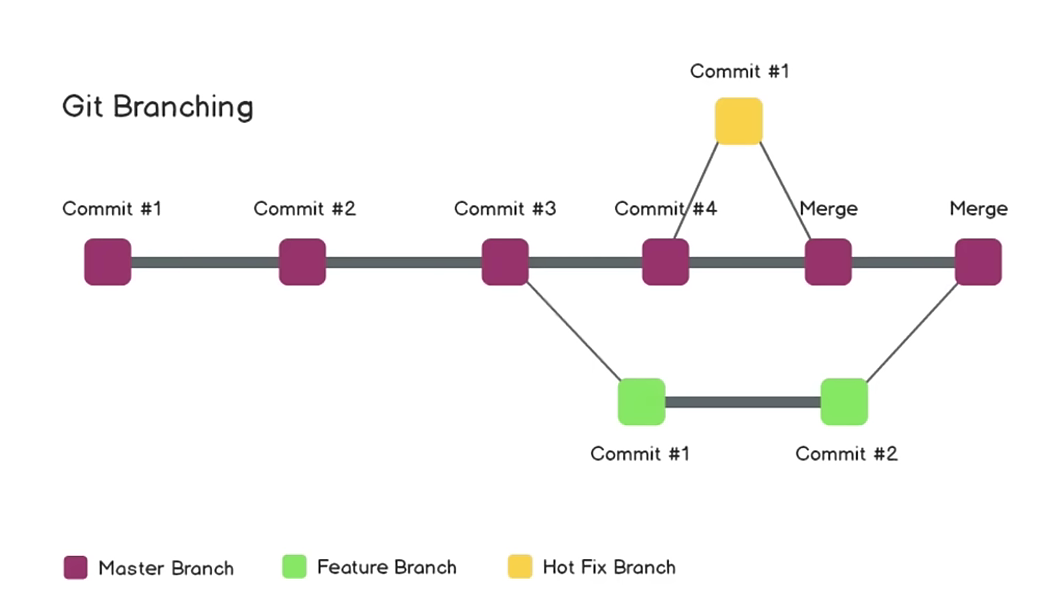 Commit #1
Git Branching
Commit #1
Commit #2
Commit #3
Commit #4
Merge
Merge
Commit #1
Commit #2
Master Branch
Feature Branch
Hot Fix Branch